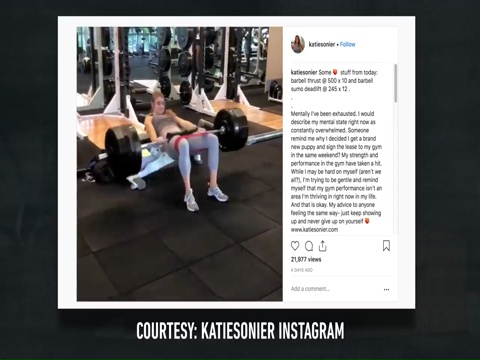 katiesonier • Follow
katiesonier Some 🍑 stuff from today:
barbell thrust @ 500 x 10 and barbell
sumo deadlift @ 245 x 12 .
.
.
Mentally I've been exhausted. I would
describe my mental state right now as
constantly overwhelmed. Someone
remind me why I decided I get a brand
new puppy and sign the lease to my gym
in the same weekend? My strength and
performance in the gym have taken a hit.
While I may be hard on myself (aren't we
all?), I'm trying to be gentle and remind
myself that my gym performance isn't an
area I'm thriving in right now in my life.
And that is okay. My advice to anyone
feeling the same way- just keep showing
up and never give up on yourself
www.katiesonier.com
21,977 views
4 DAYS AGO
Add a comment...
COURTESY: KATIESONIER INSTAGRAM